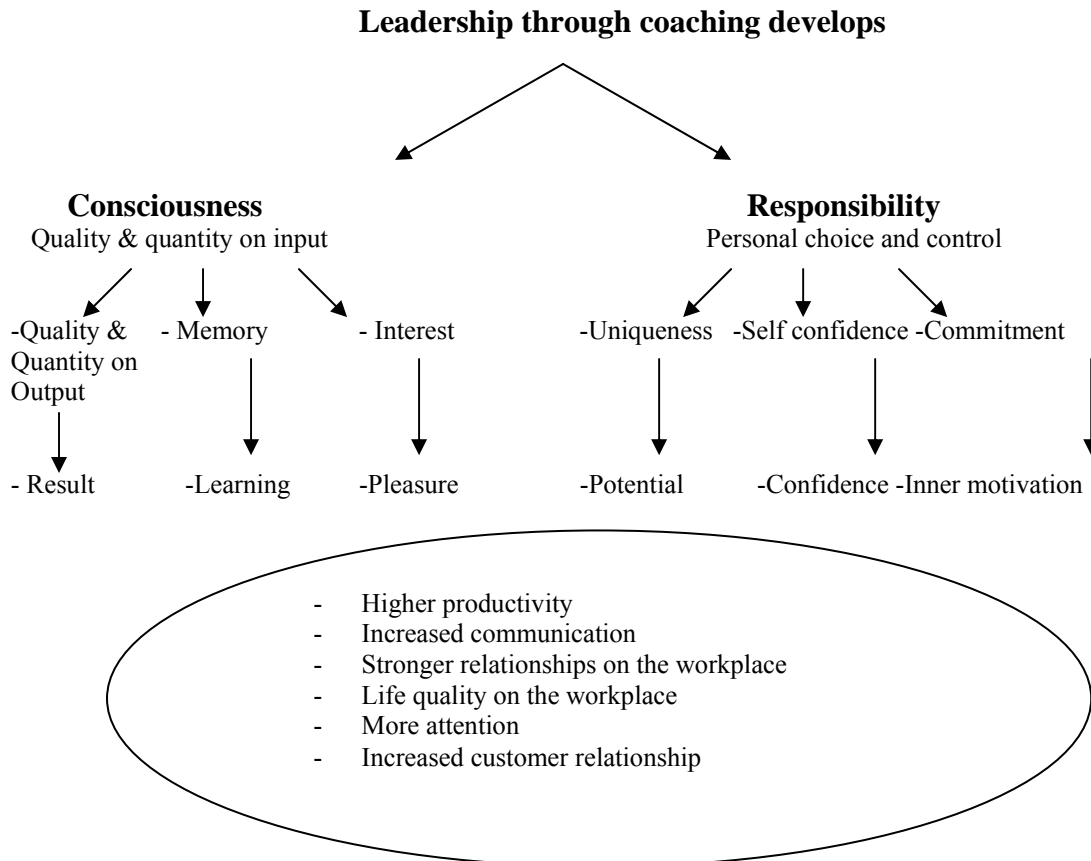 Leadership through coaching develops
Consciousness
Quality & quantity on input
Responsibility
Personal choice and control
-Quality &
Quantity on
Output
- Memory
- Interest
-Uniqueness
-Self confidence
-Commitment
- Result
-Learning
-Pleasure
-Potential
-Confidence
-Inner motivation
- Higher productivity
- Increased communication
- Stronger relationships on the workplace
- Life quality on the workplace
- More attention
- Increased customer relationship